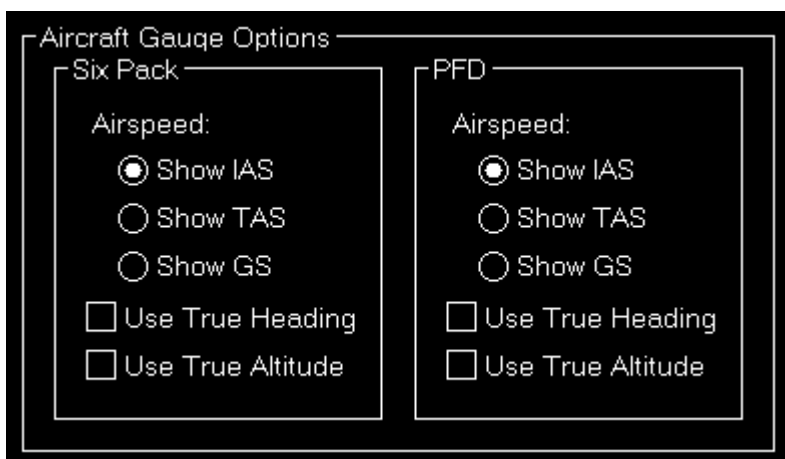 Aircraft Gauge Options
Six Pack
Airspeed:
Show IAS
Show TAS
Show GS
Use True Heading
Use True Altitude
PFD
Airspeed:
Show IAS
Show TAS
Show GS
Use True Heading
Use True Altitude